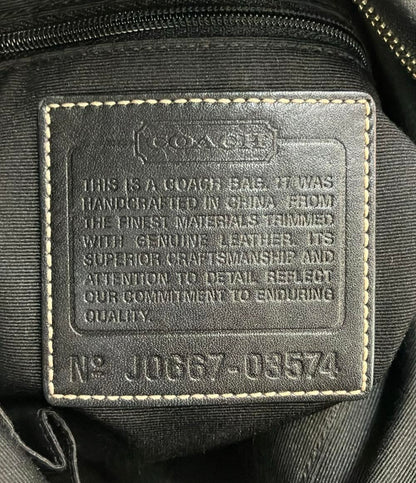 COACH
THIS IS A COACH BAG. IT WAS
HANDCRAFTED IN CHINA FROM
THE FINEST MATERIALS TRIMMED
WITH GENUINE LEATHER. ITS
SUPERIOR CRAFTSMANSHIP AND
ATTENTION TO DETAIL REFLECT
OUR COMMITMENT TO ENDURING
QUALITY.
Nº J0667-03574